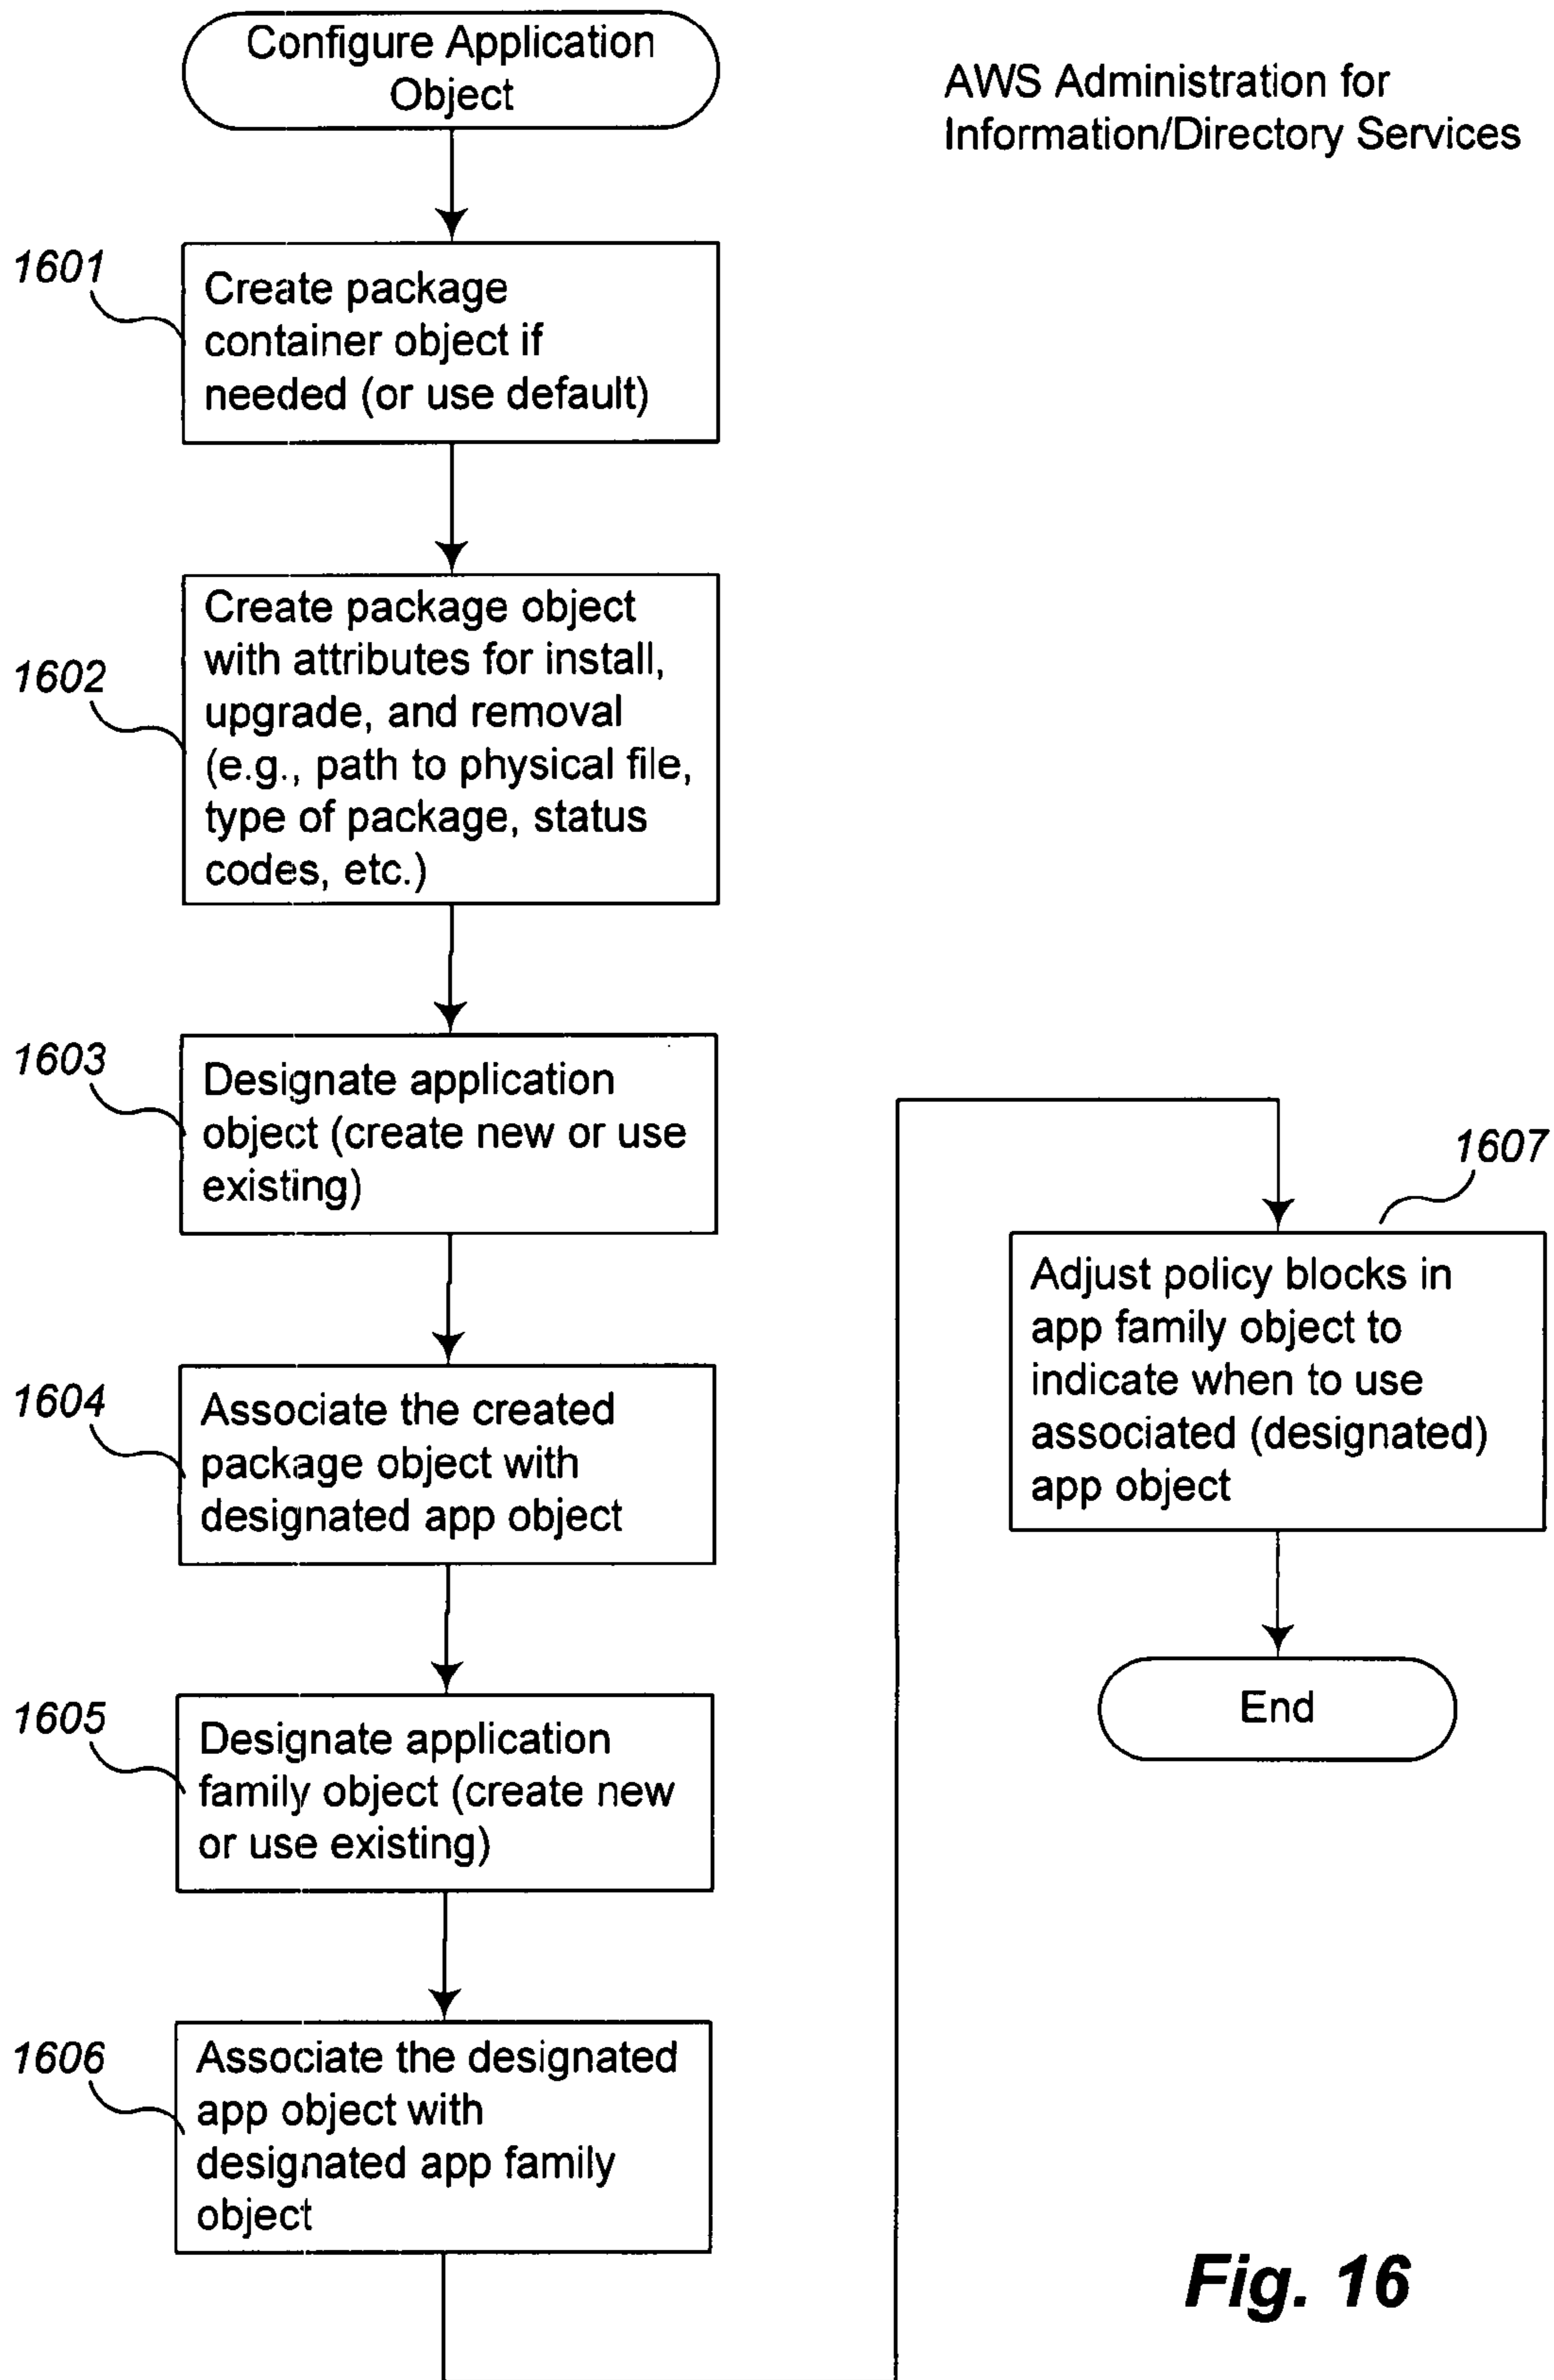 Configure Application
Object
AWS Administration for
Information/Directory Services
1601
Create package
container object if
needed (or use default)
1602
Create package object
with attributes for install,
upgrade, and removal
(e.g., path to physical file,
type of package, status
codes, etc.)
1603
Designate application
object (create new or use
existing)
1604
Associate the created
package object with
designated app object
1605
Designate application
family object (create new
or use existing)
1606
Associate the designated
app object with
designated app family
object
1607
Adjust policy blocks in
app family object to
indicate when to use
associated (designated)
app object
End
Fig. 16